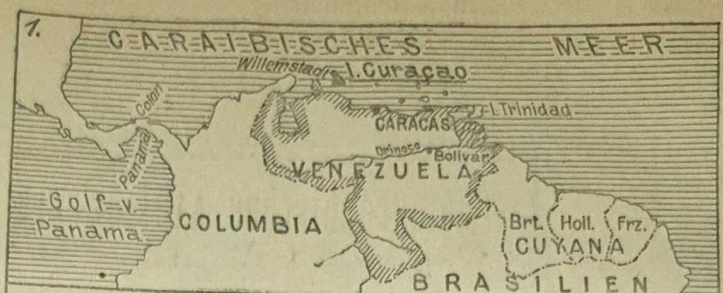 1.
CARAIBISCHES MEER
Willemstad I. Curaçao
Colon
I. Trinidad
CARACAS
Panama
Orinoco
Bolivar
VENEZUELA
Golf v.
Panama
COLUMBIA
Brt. Holl. Frz.
GUYANA
BRASILIEN